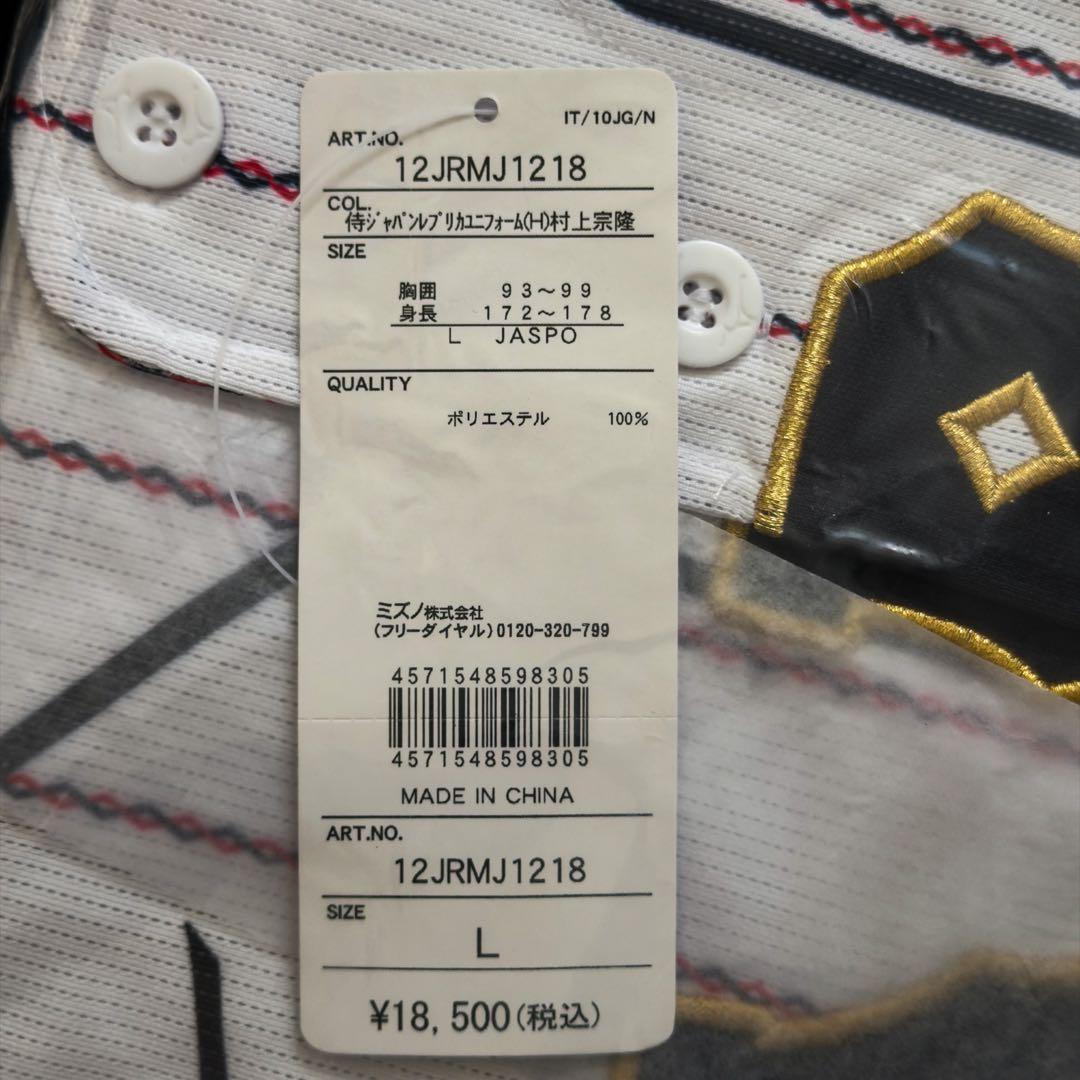 IT/10JG/N
ART.NO.
12JRMJ1218
COL.
侍ｼﾞｬﾊﾟﾝﾚﾌﾟﾘｶﾕﾆﾌｫｰﾑ(H)村上宗隆
SIZE
胸囲 93～99
身長 172～178
L JASPO
QUALITY
ポリエステル 100%
ミズノ株式会社
(フリーダイヤル)0120-320-799
4571548598305
4571548598305
MADE IN CHINA
ART.NO.
12JRMJ1218
SIZE
L
¥18,500(税込)